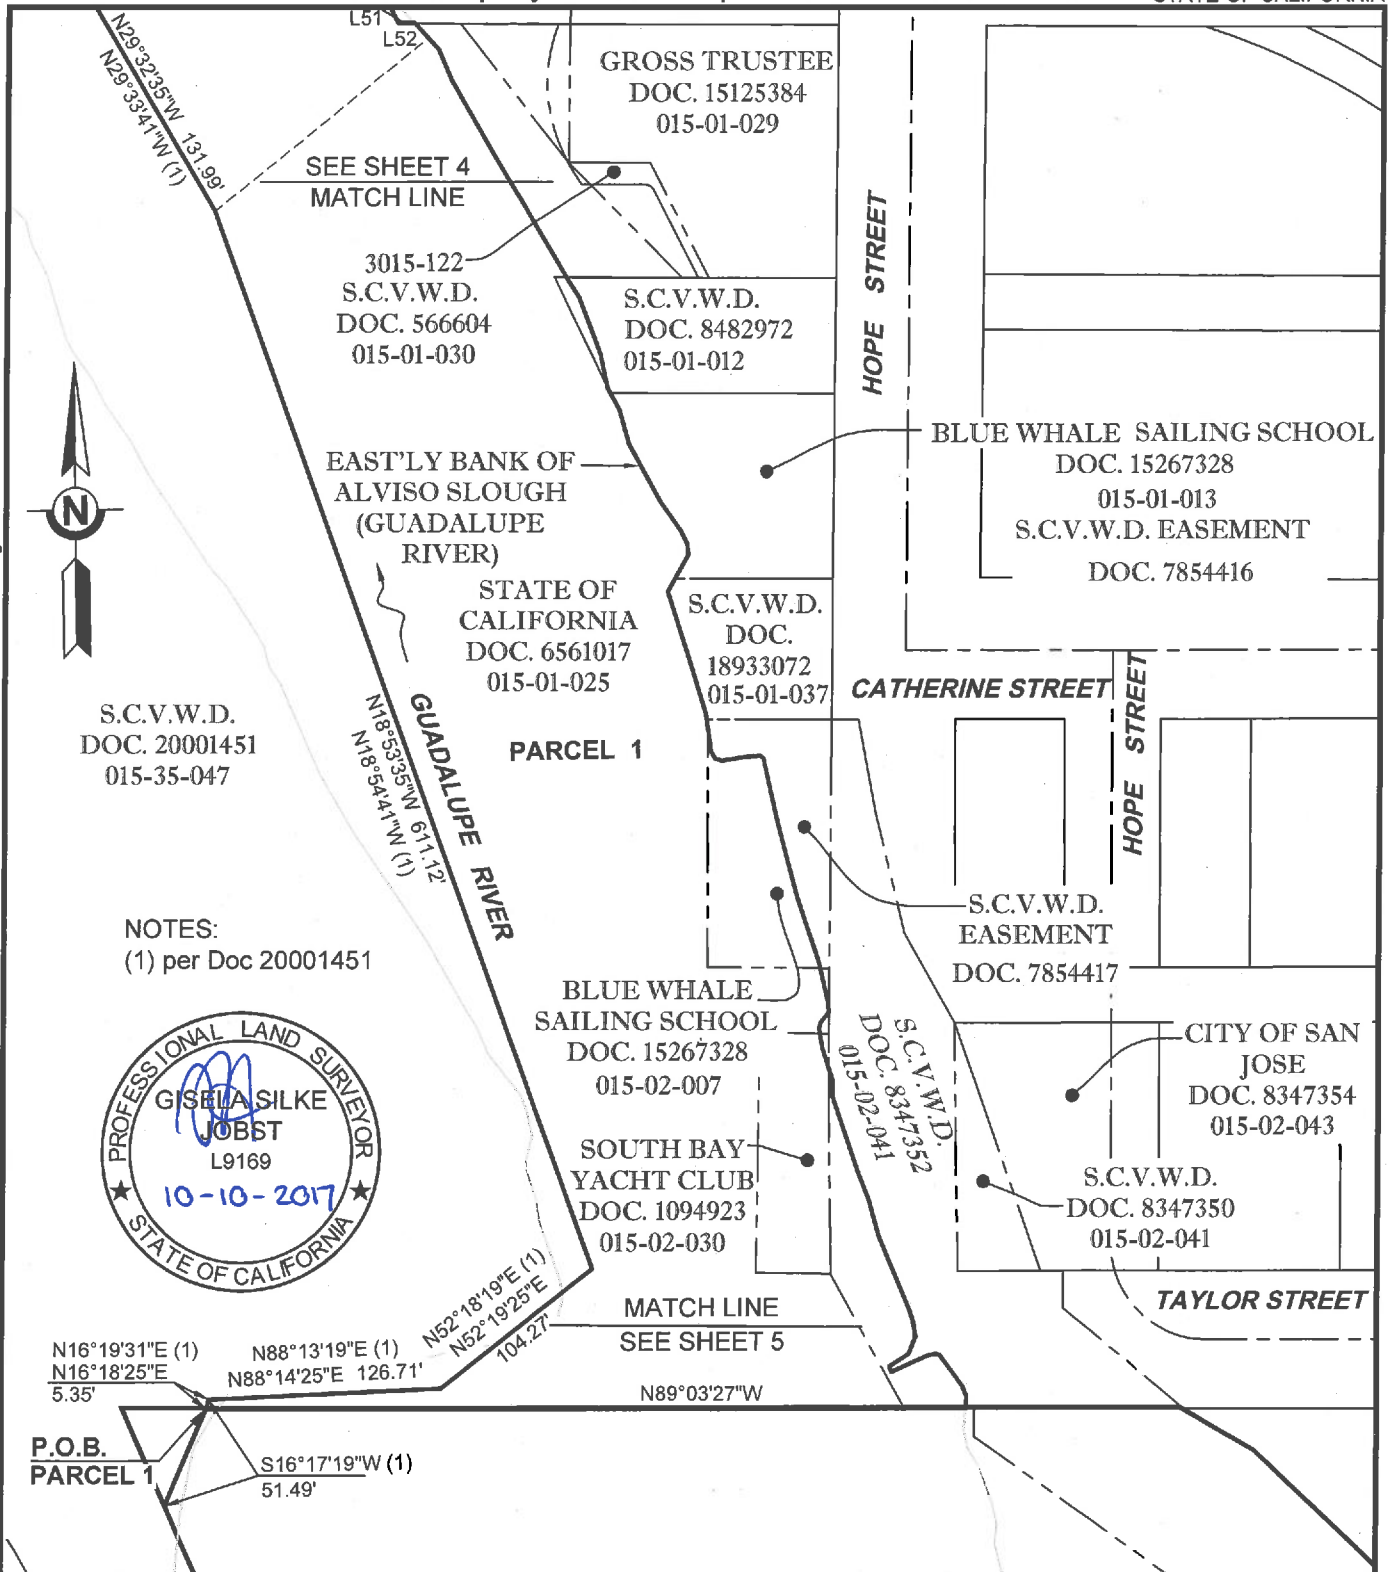 L51
L52
N29°32'35"W 131.99'
N29°33'41"W (1)
GROSS TRUSTEE
DOC. 15125384
015-01-029
SEE SHEET 4
MATCH LINE
3015-122
S.C.V.W.D.
DOC. 566604
015-01-030
S.C.V.W.D.
DOC. 8482972
015-01-012
HOPE STREET
BLUE WHALE SAILING SCHOOL
DOC. 15267328
015-01-013
S.C.V.W.D. EASEMENT
DOC. 7854416
EAST'LY BANK OF
ALVISO SLOUGH
(GUADALUPE
RIVER)
N
STATE OF
CALIFORNIA
DOC. 6561017
015-01-025
S.C.V.W.D.
DOC.
18933072
015-01-037
CATHERINE STREET
HOPE STREET
S.C.V.W.D.
DOC. 20001451
015-35-047
N18°53'35"W 611.12'
N18°54'41"W (1)
GUADALUPE RIVER
PARCEL 1
NOTES:
(1) per Doc 20001451
S.C.V.W.D.
EASEMENT
DOC. 7854417
BLUE WHALE
SAILING SCHOOL
DOC. 15267328
015-02-007
S.C.V.W.D.
DOC. 8347352
015-02-041
CITY OF SAN
JOSE
DOC. 8347354
015-02-043
PROFESSIONAL LAND SURVEYOR
GISELA SILKE
JOBST
L9169
10-10-2017
STATE OF CALIFORNIA
SOUTH BAY
YACHT CLUB
DOC. 1094923
015-02-030
S.C.V.W.D.
DOC. 8347350
015-02-041
TAYLOR STREET
MATCH LINE
SEE SHEET 5
N52°18'19"E (1)
N52°19'25"E
104.27'
N16°19'31"E (1)
N16°18'25"E
5.35'
N88°13'19"E (1)
N88°14'25"E 126.71'
N89°03'27"W
P.O.B.
PARCEL 1
S16°17'19"W (1)
51.49'